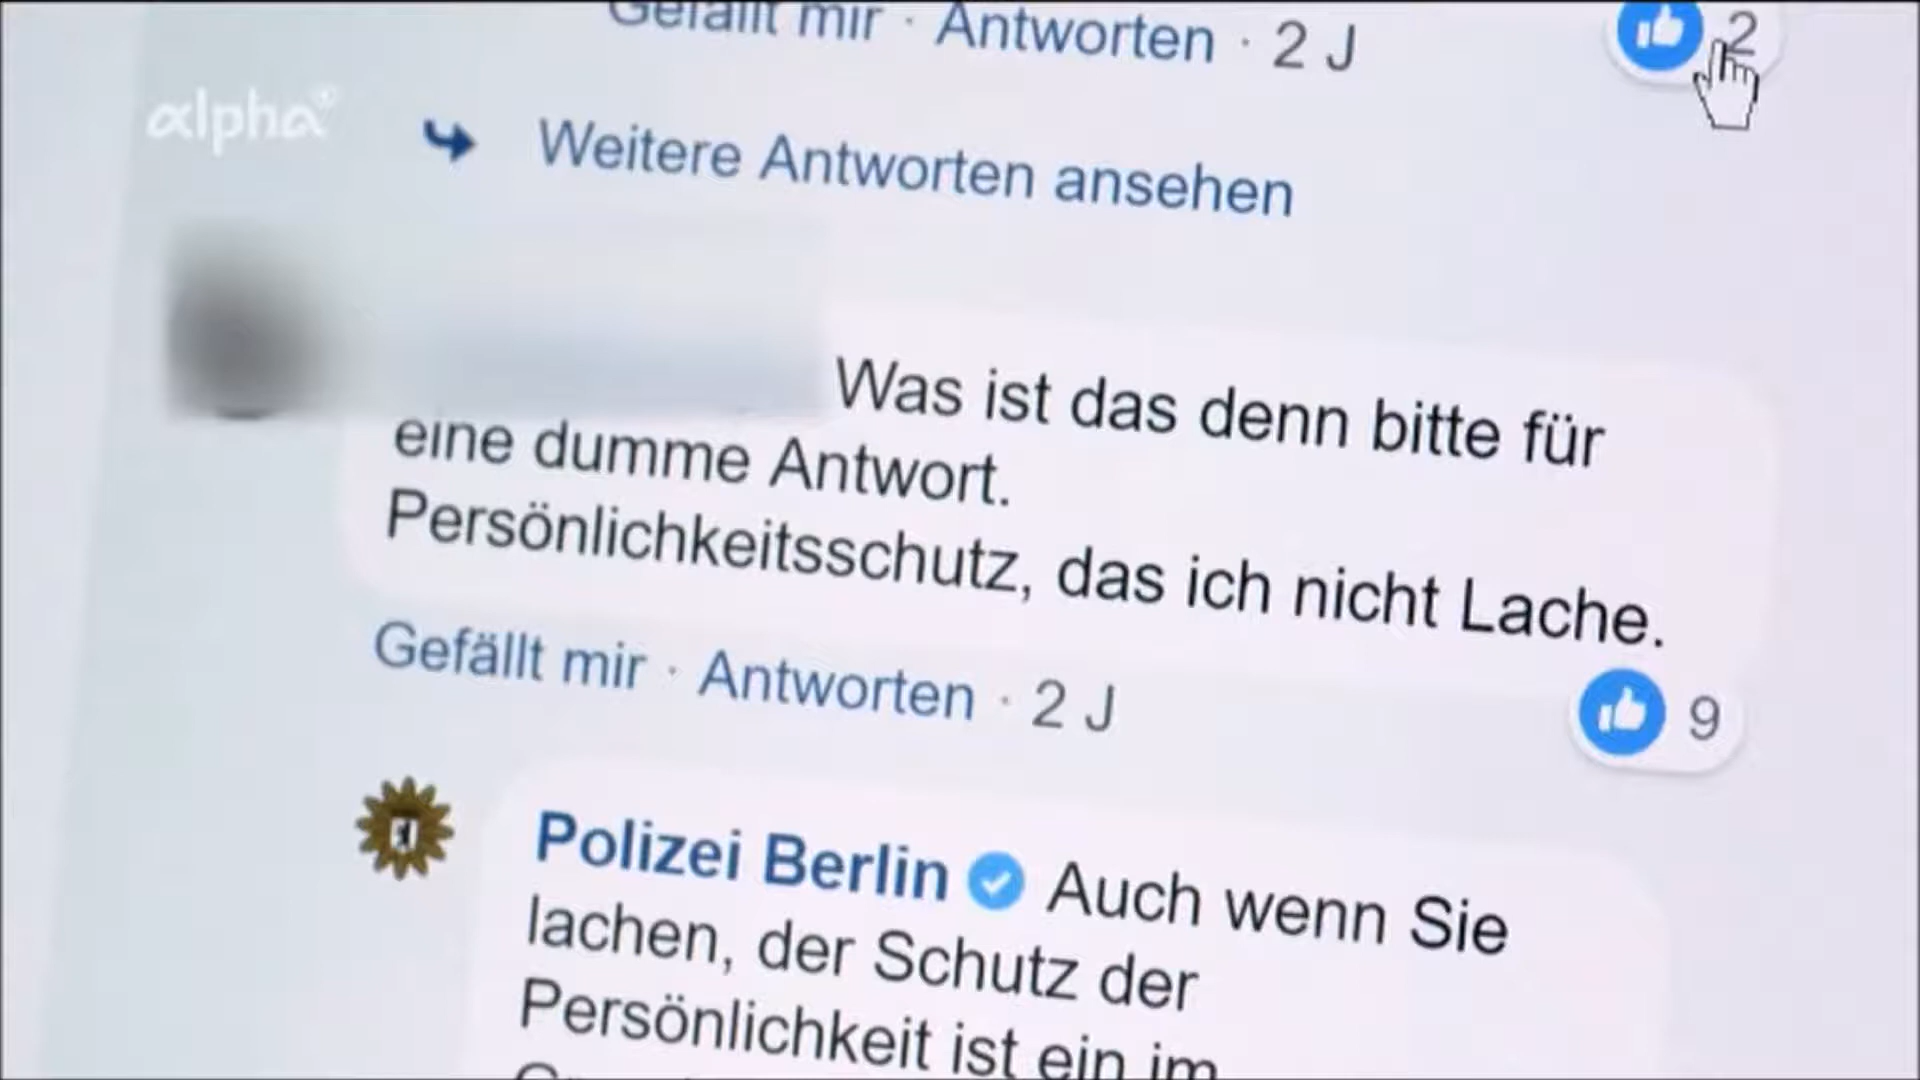 Gefällt mir · Antworten · 2 J
2
alpha
Weitere Antworten ansehen
Was ist das denn bitte für
eine dumme Antwort.
Persönlichkeitsschutz, das ich nicht Lache.
Gefällt mir · Antworten · 2 J
9
Polizei Berlin Auch wenn Sie
lachen, der Schutz der
Persönlichkeit ist ein im